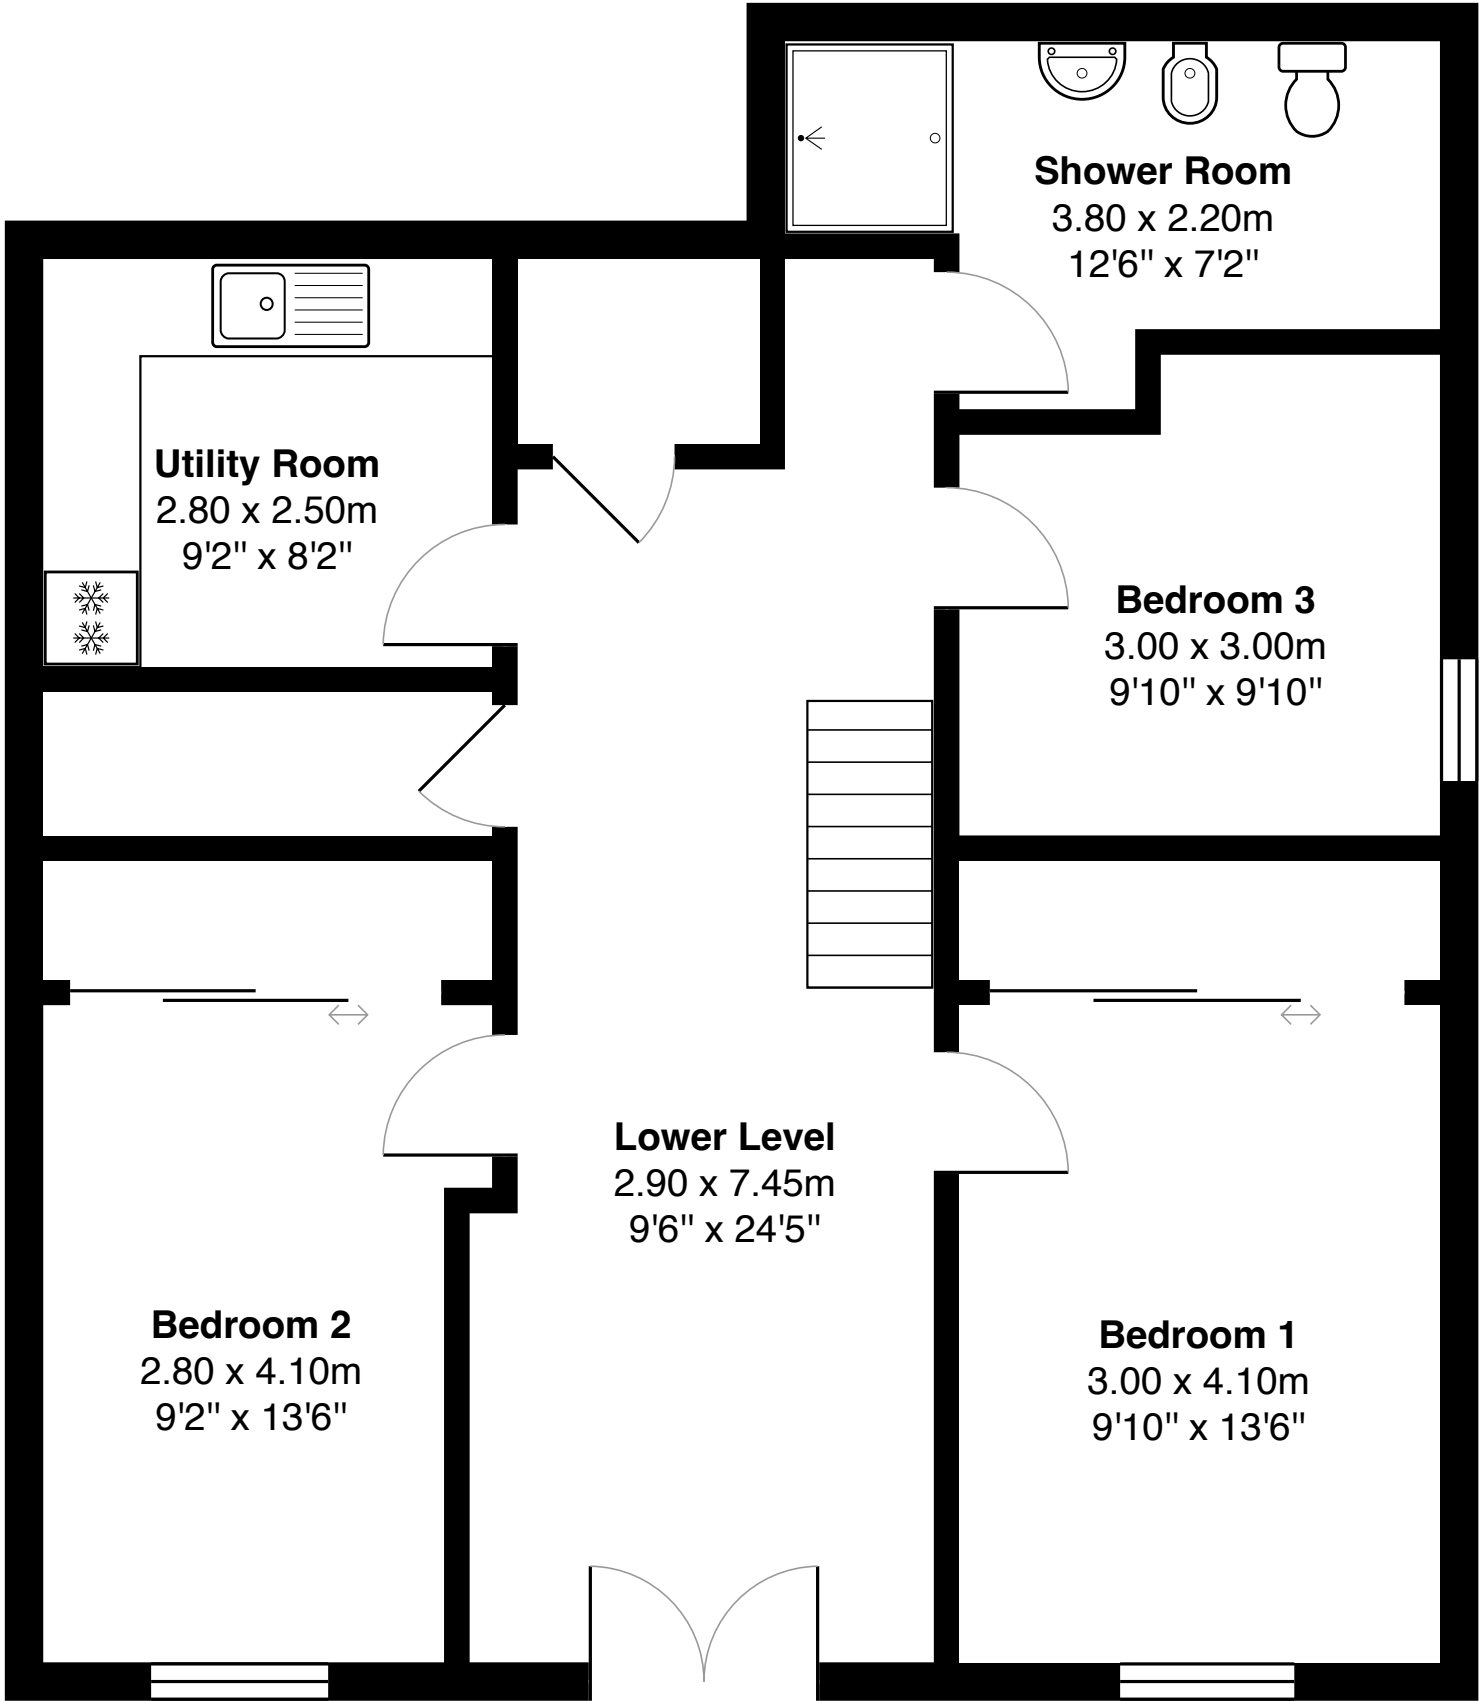 Shower Room
3.80 x 2.20m
12'6" x 7'2"
Utility Room
2.80 x 2.50m
9'2" x 8'2"
Bedroom 3
3.00 x 3.00m
9'10" x 9'10"
Lower Level
2.90 x 7.45m
9'6" x 24'5"
Bedroom 2
2.80 x 4.10m
9'2" x 13'6"
Bedroom 1
3.00 x 4.10m
9'10" x 13'6"